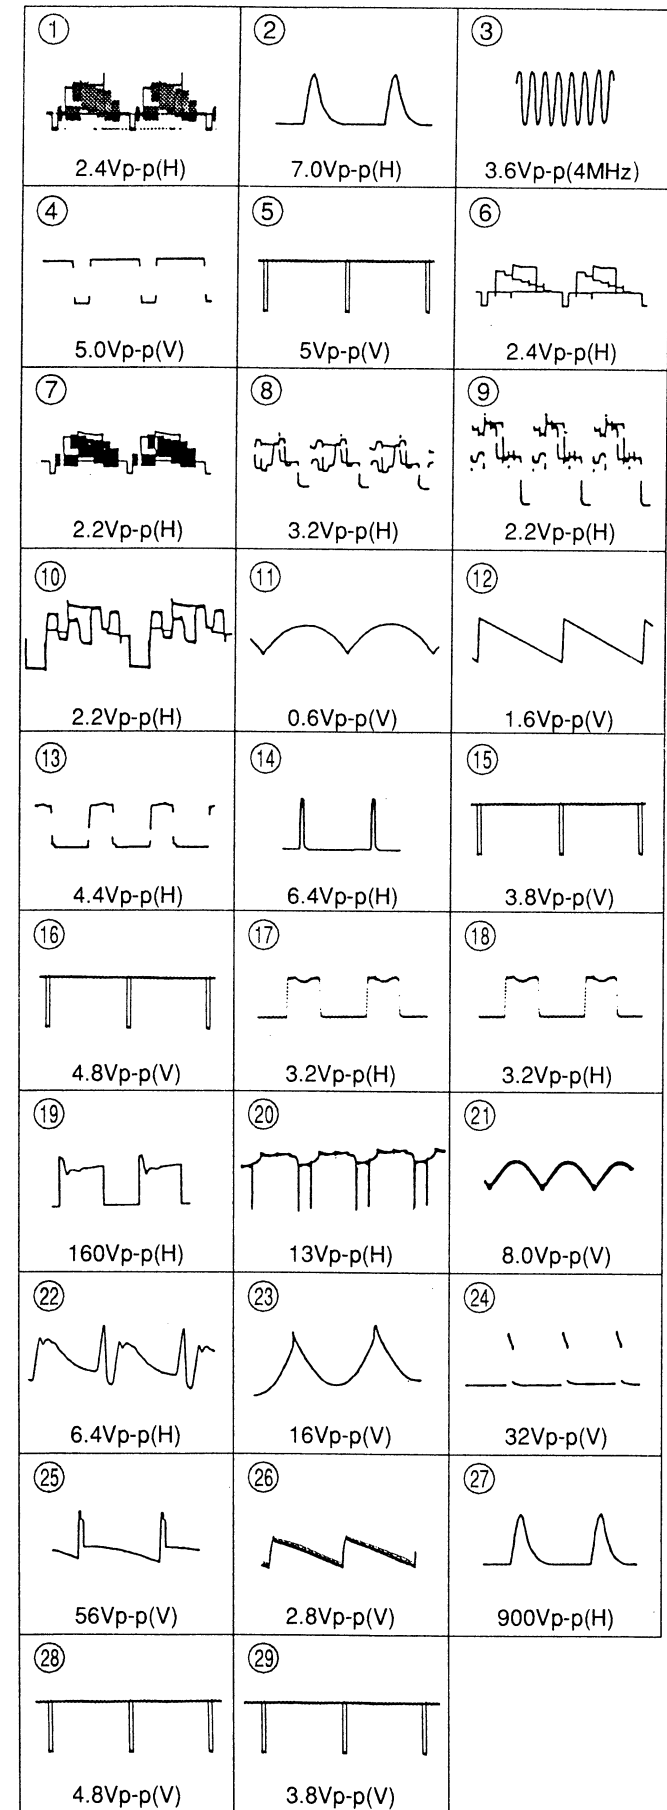 ① ② ③
2.4Vp-p(H) 7.0Vp-p(H) 3.6Vp-p(4MHz)
④ ⑤ ⑥
5.0Vp-p(V) 5Vp-p(V) 2.4Vp-p(H)
⑦ ⑧ ⑨
2.2Vp-p(H) 3.2Vp-p(H) 2.2Vp-p(H)
⑩ ⑪ ⑫
2.2Vp-p(H) 0.6Vp-p(V) 1.6Vp-p(V)
⑬ ⑭ ⑮
4.4Vp-p(H) 6.4Vp-p(H) 3.8Vp-p(V)
⑯ ⑰ ⑱
4.8Vp-p(V) 3.2Vp-p(H) 3.2Vp-p(H)
⑲ ⑳ ㉑
160Vp-p(H) 13Vp-p(H) 8.0Vp-p(V)
㉒ ㉓ ㉔
6.4Vp-p(H) 16Vp-p(V) 32Vp-p(V)
㉕ ㉖ ㉗
56Vp-p(V) 2.8Vp-p(V) 900Vp-p(H)
㉘ ㉙
4.8Vp-p(V) 3.8Vp-p(V)